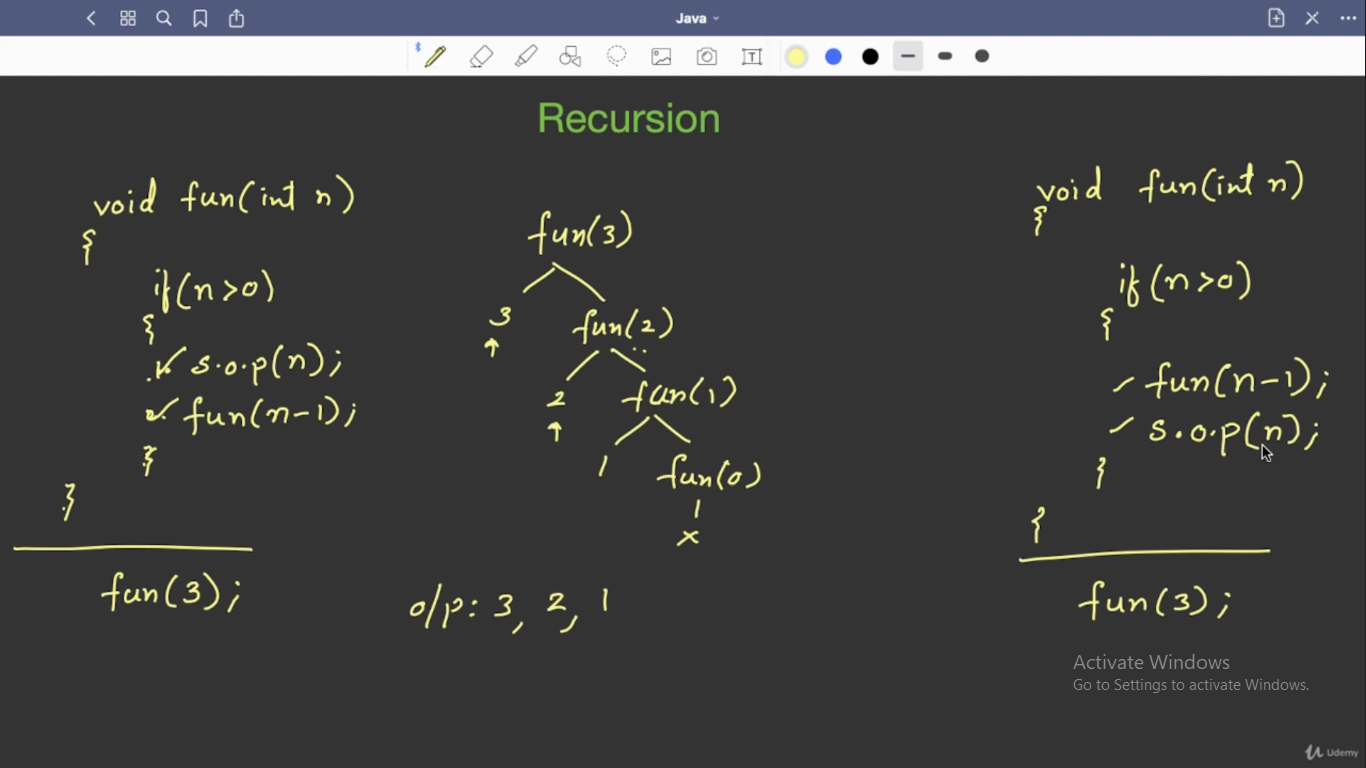 Java
T
Recursion
void fun(int n)
{
if(n>0)
{
s.o.p(n);
fun(n-1);
}
}
fun(3);
fun(3)
3 fun(2)
2 fun(1)
1 fun(0)
x
o/p: 3, 2, 1
void fun(int n)
{
if(n>0)
{
fun(n-1);
s.o.p(n);
}
{
fun(3);
Activate Windows
Go to Settings to activate Windows.
Udemy